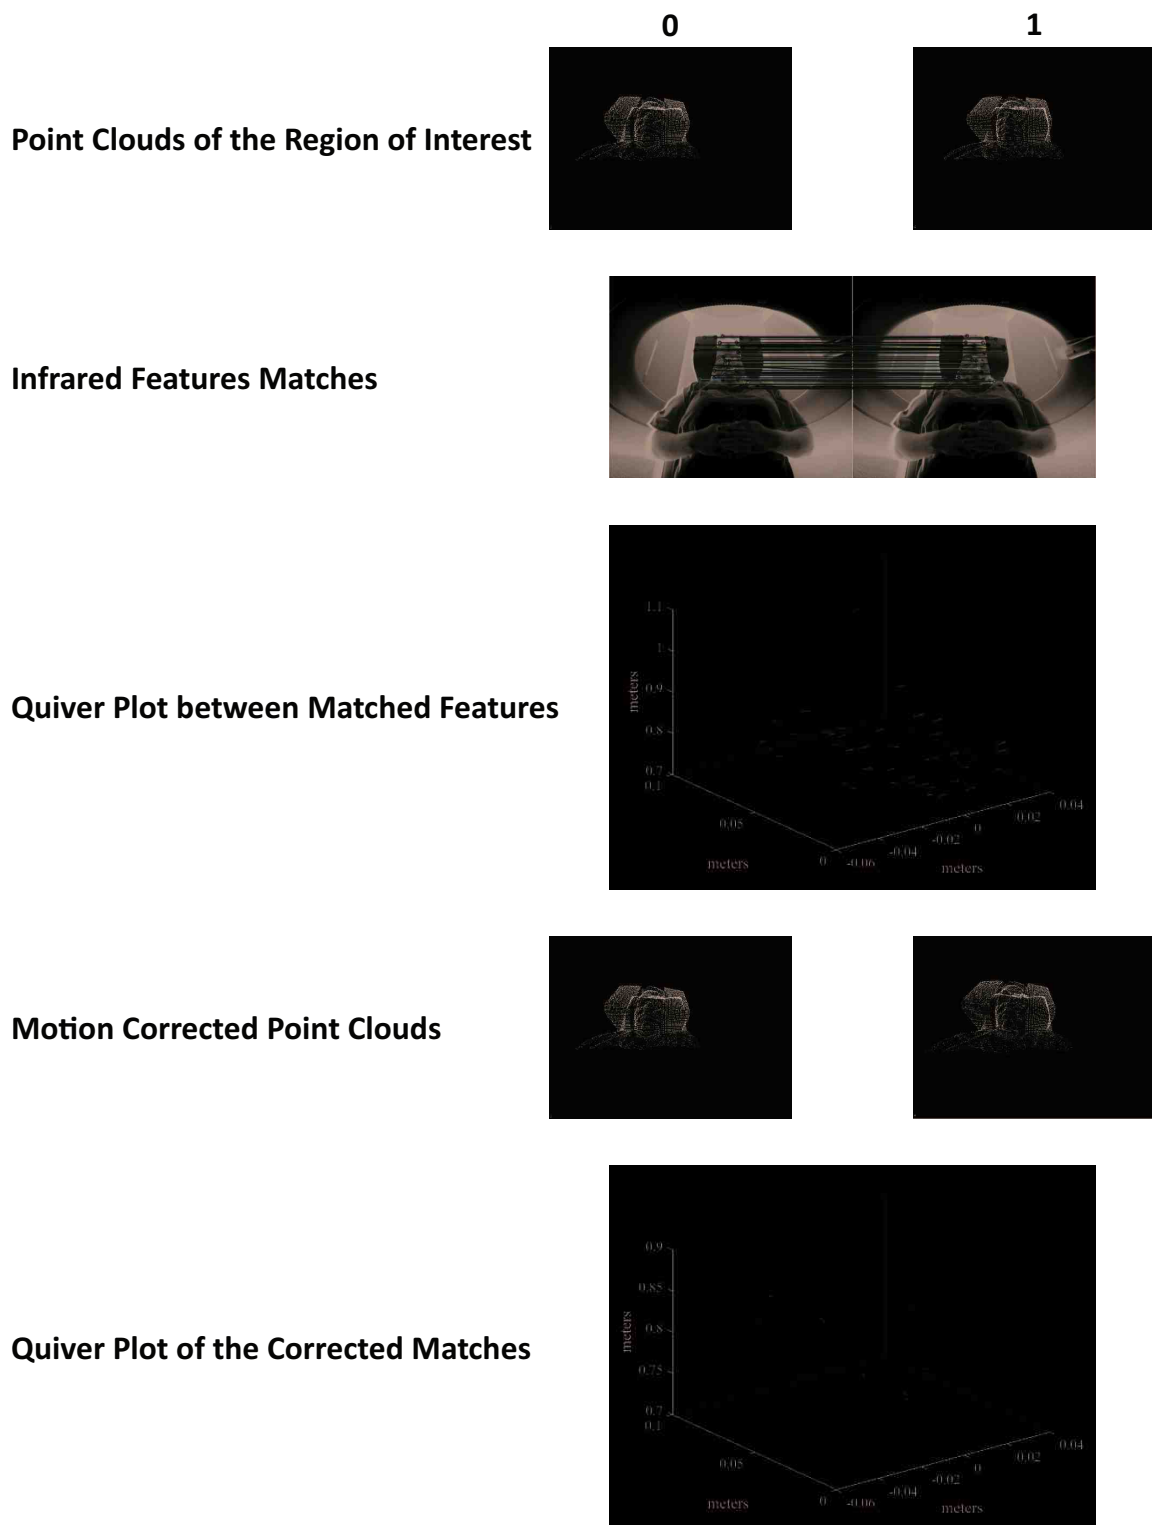 0
1
Point Clouds of the Region of Interest
Infrared Features Matches
Quiver Plot between Matched Features
1.1
1
0.9
0.8
0.7
0.1
0.05
0
-0.06
-0.04
-0.02
0
0.02
0.04
meters
meters
meters
Motion Corrected Point Clouds
Quiver Plot of the Corrected Matches
0.9
0.85
0.8
0.75
0.7
0.1
0.05
0
-0.06
-0.04
-0.02
0
0.02
0.04
meters
meters
meters